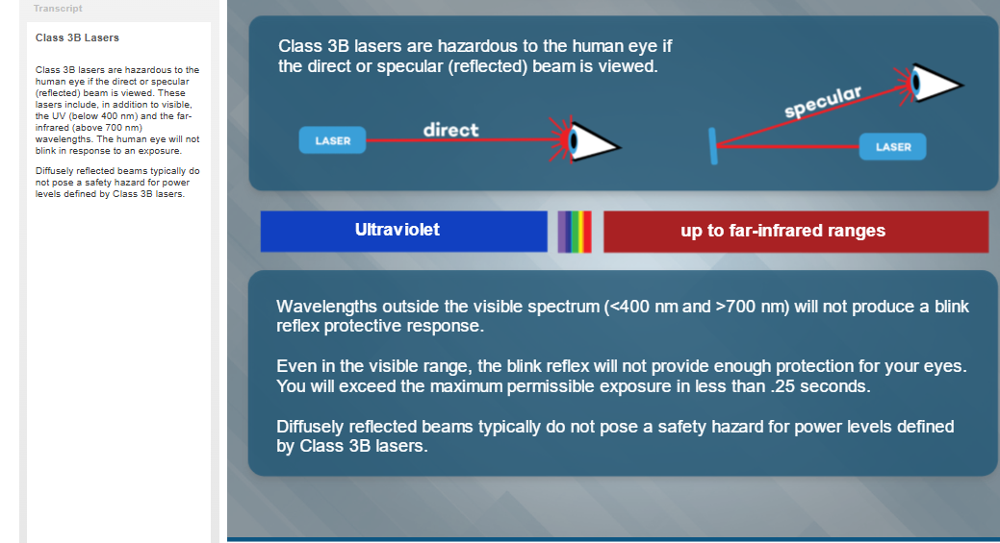 Transcript
Class 3B Lasers
Class 3B lasers are hazardous to the
human eye if the direct or specular
(reflected) beam is viewed. These
lasers include, in addition to visible,
the UV (below 400 nm) and the far-
infrared (above 700 nm)
wavelengths. The human eye will not
blink in response to an exposure.
Diffusely reflected beams typically do
not pose a safety hazard for power
levels defined by Class 3B lasers.
Class 3B lasers are hazardous to the human eye if
the direct or specular (reflected) beam is viewed.
LASER
direct
specular
LASER
Ultraviolet
up to far-infrared ranges
Wavelengths outside the visible spectrum (<400 nm and >700 nm) will not produce a blink
reflex protective response.
Even in the visible range, the blink reflex will not provide enough protection for your eyes.
You will exceed the maximum permissible exposure in less than .25 seconds.
Diffusely reflected beams typically do not pose a safety hazard for power levels defined
by Class 3B lasers.